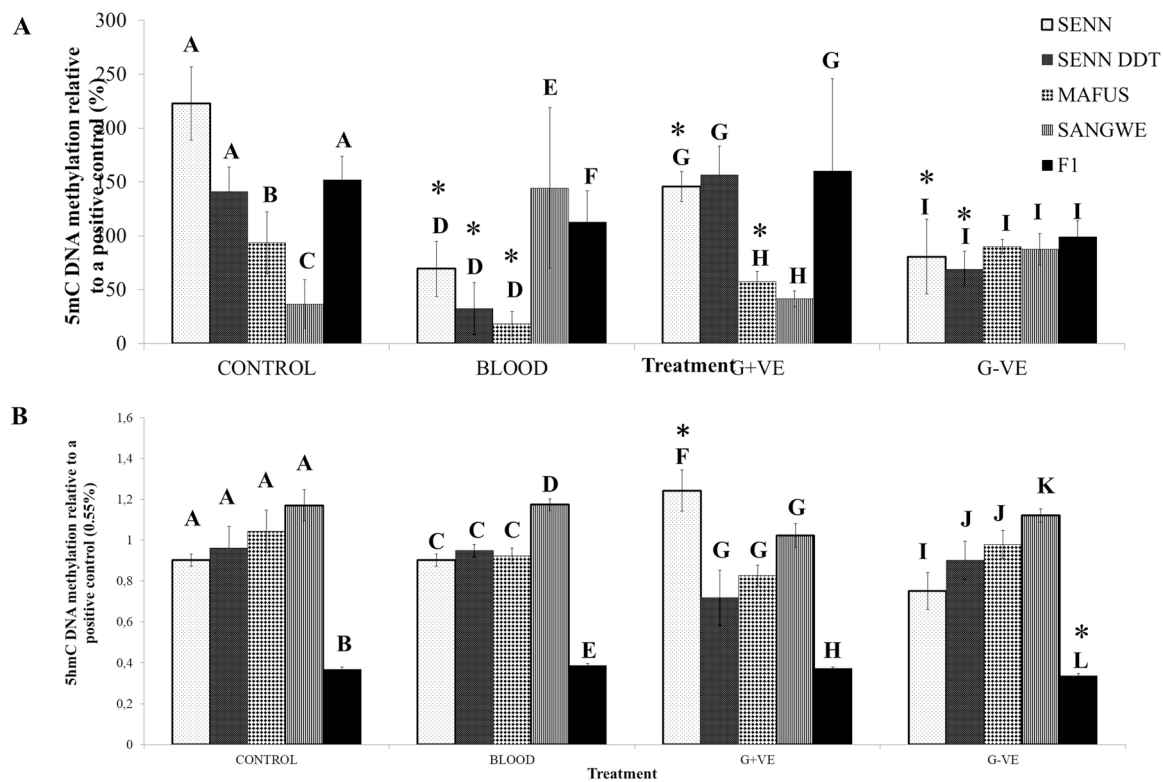 A
5mC DNA methylation relative
to a positive control (%)
300
250
200
150
100
50
0
A
A
B
C
A
*
D
*
D
*
D
E
F
*
G
G
*
H
H
G
*
I
*
I
I
I
I
CONTROL
BLOOD
Treatment
G+VE
G-VE
SENN
SENN DDT
MAFUS
SANGWE
F1
B
5hmC DNA methylation relative to a
positive control (0.55%)
1,6
1,4
1,2
1
0,8
0,6
0,4
0,2
0
A
A
A
A
B
C
C
C
D
E
*
F
G
G
G
H
I
J
J
K
*
L
CONTROL
BLOOD
G+VE
G-VE
Treatment